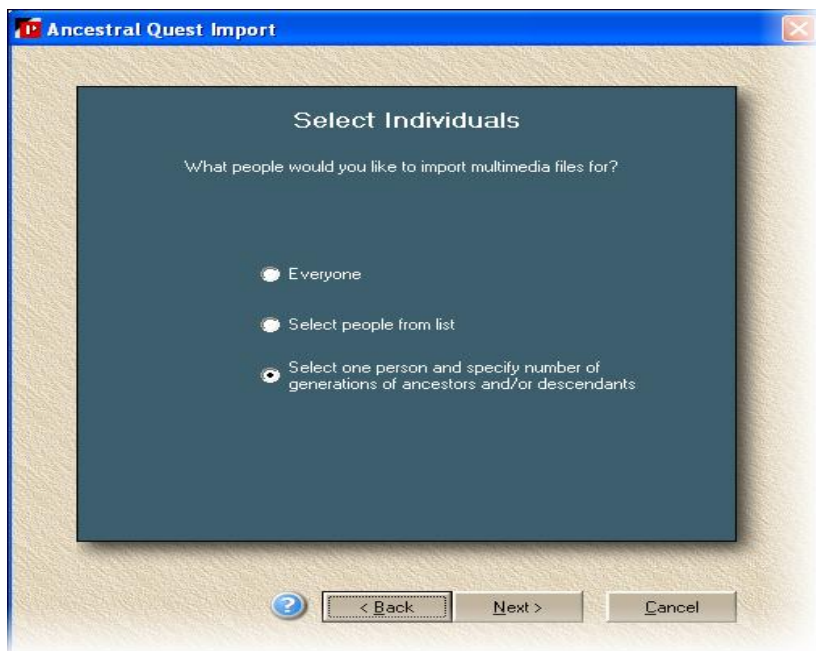 Ancestral Quest Import
Select Individuals
What people would you like to import multimedia files for?
Everyone
Select people from list
Select one person and specify number of
generations of ancestors and/or descendants
? < Back Next > Cancel